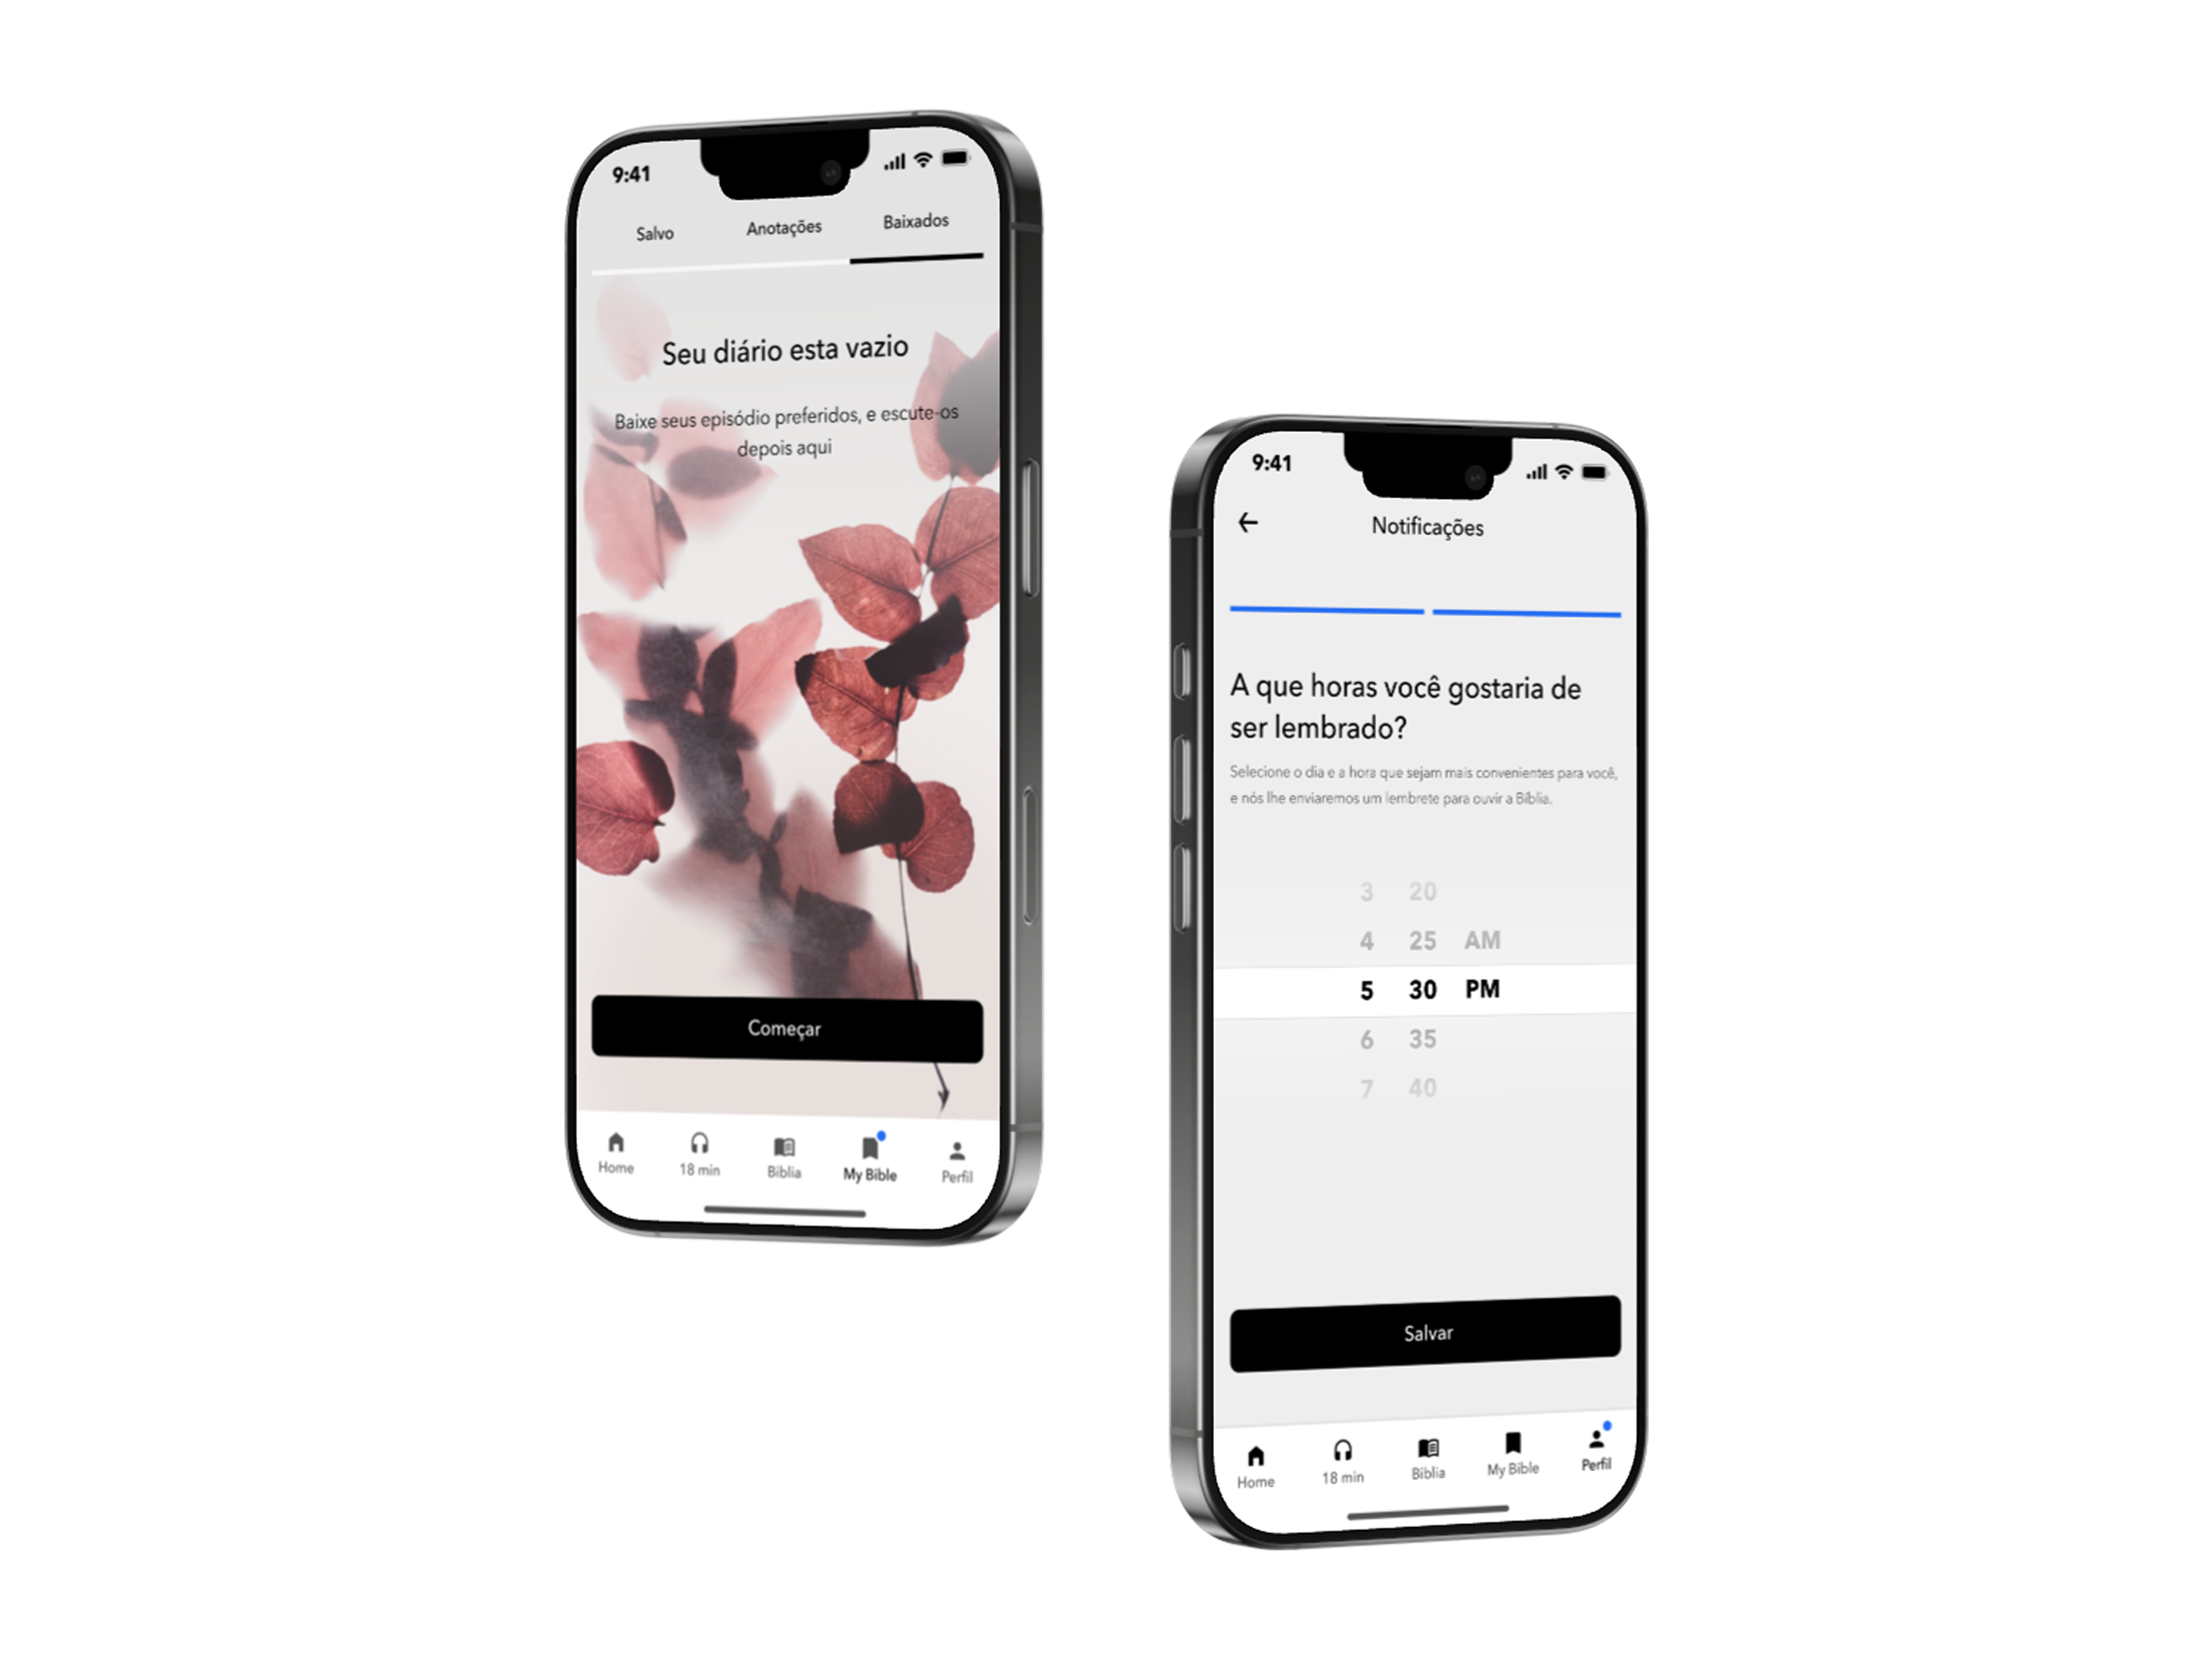 9:41
Salvo Anotações Baixados
Seu diário esta vazio
Baixe seus episódio preferidos, e escute-os
depois aqui
Começar
Home 18 min Biblia My Bible Perfil
9:41
Notificações
A que horas você gostaria de
ser lembrado?
Selecione o dia e a hora que sejam mais convenientes para você,
e nós lhe enviaremos um lembrete para ouvir a Bíblia.
3 20
4 25 AM
5 30 PM
6 35
7 40
Salvar
Home 18 min Biblia My Bible Perfil